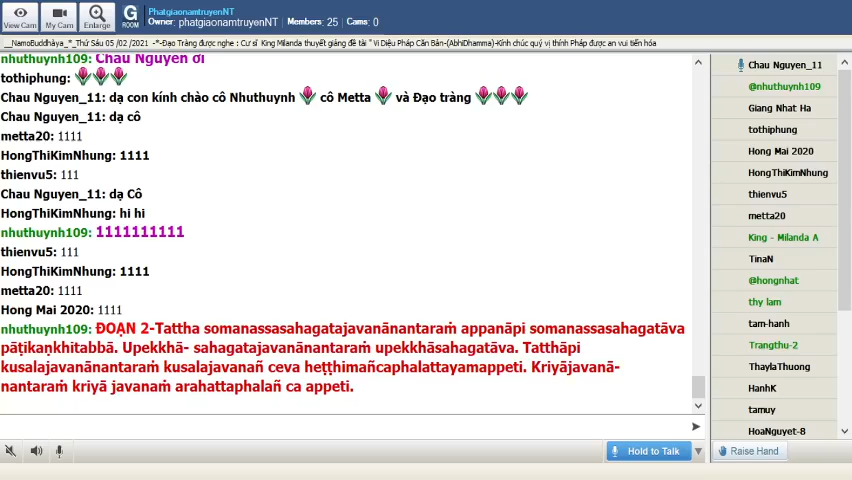 PhatgiaonamtruyenNT
Owner: phatgiaonamtruyenNT Members: 25 Cams: 0
View Cam My Cam Enlarge G ROOM
__NamoBuddhàya_*_Thứ Sáu 05 /02 /2021 -*-Đạo Tràng được nghe : Cư sĩ King Milanda thuyết giảng đề tài " Vi Diệu Pháp Căn Bản-(AbhiDhamma)-Kính chúc quý vị thính Pháp được an vui tiến hóa
nhuthuynh109: Chau Nguyen ơi
tothiphung:
Chau Nguyen_11: dạ con kính chào cô Nhuthuynh cô Metta và Đạo tràng
Chau Nguyen_11: dạ cô
metta20: 1111
HongThiKimNhung: 1111
thienvu5: 111
Chau Nguyen_11: dạ Cô
HongThiKimNhung: hi hi
nhuthuynh109: 1111111111
thienvu5: 111
HongThiKimNhung: 1111
metta20: 1111
Hong Mai 2020: 1111
nhuthuynh109: ĐOẠN 2-Tattha somanassasahagatajavanānantaraṁ appanāpi somanassasahagatāva
pāṭikaṅkhitabbā. Upekkhā- sahagatajavanānantaraṁ upekkhāsahagatāva. Tatthāpi
kusalajavanānantaraṁ kusalajavanañ ceva heṭṭhimañcaphalattayamappeti. Kriyājavanā-
nantaraṁ kriyā javanaṁ arahattaphalañ ca appeti.
Chau Nguyen_11
@nhuthuynh109
Giang Nhat Ha
tothiphung
Hong Mai 2020
HongThiKimNhung
thienvu5
metta20
King - Milanda A
TinaN
@hongnhat
thy lam
tam-hanh
Trangthu-2
ThaylaThuong
HanhK
tamuy
HoaNguyet-8
Hold to Talk
Raise Hand